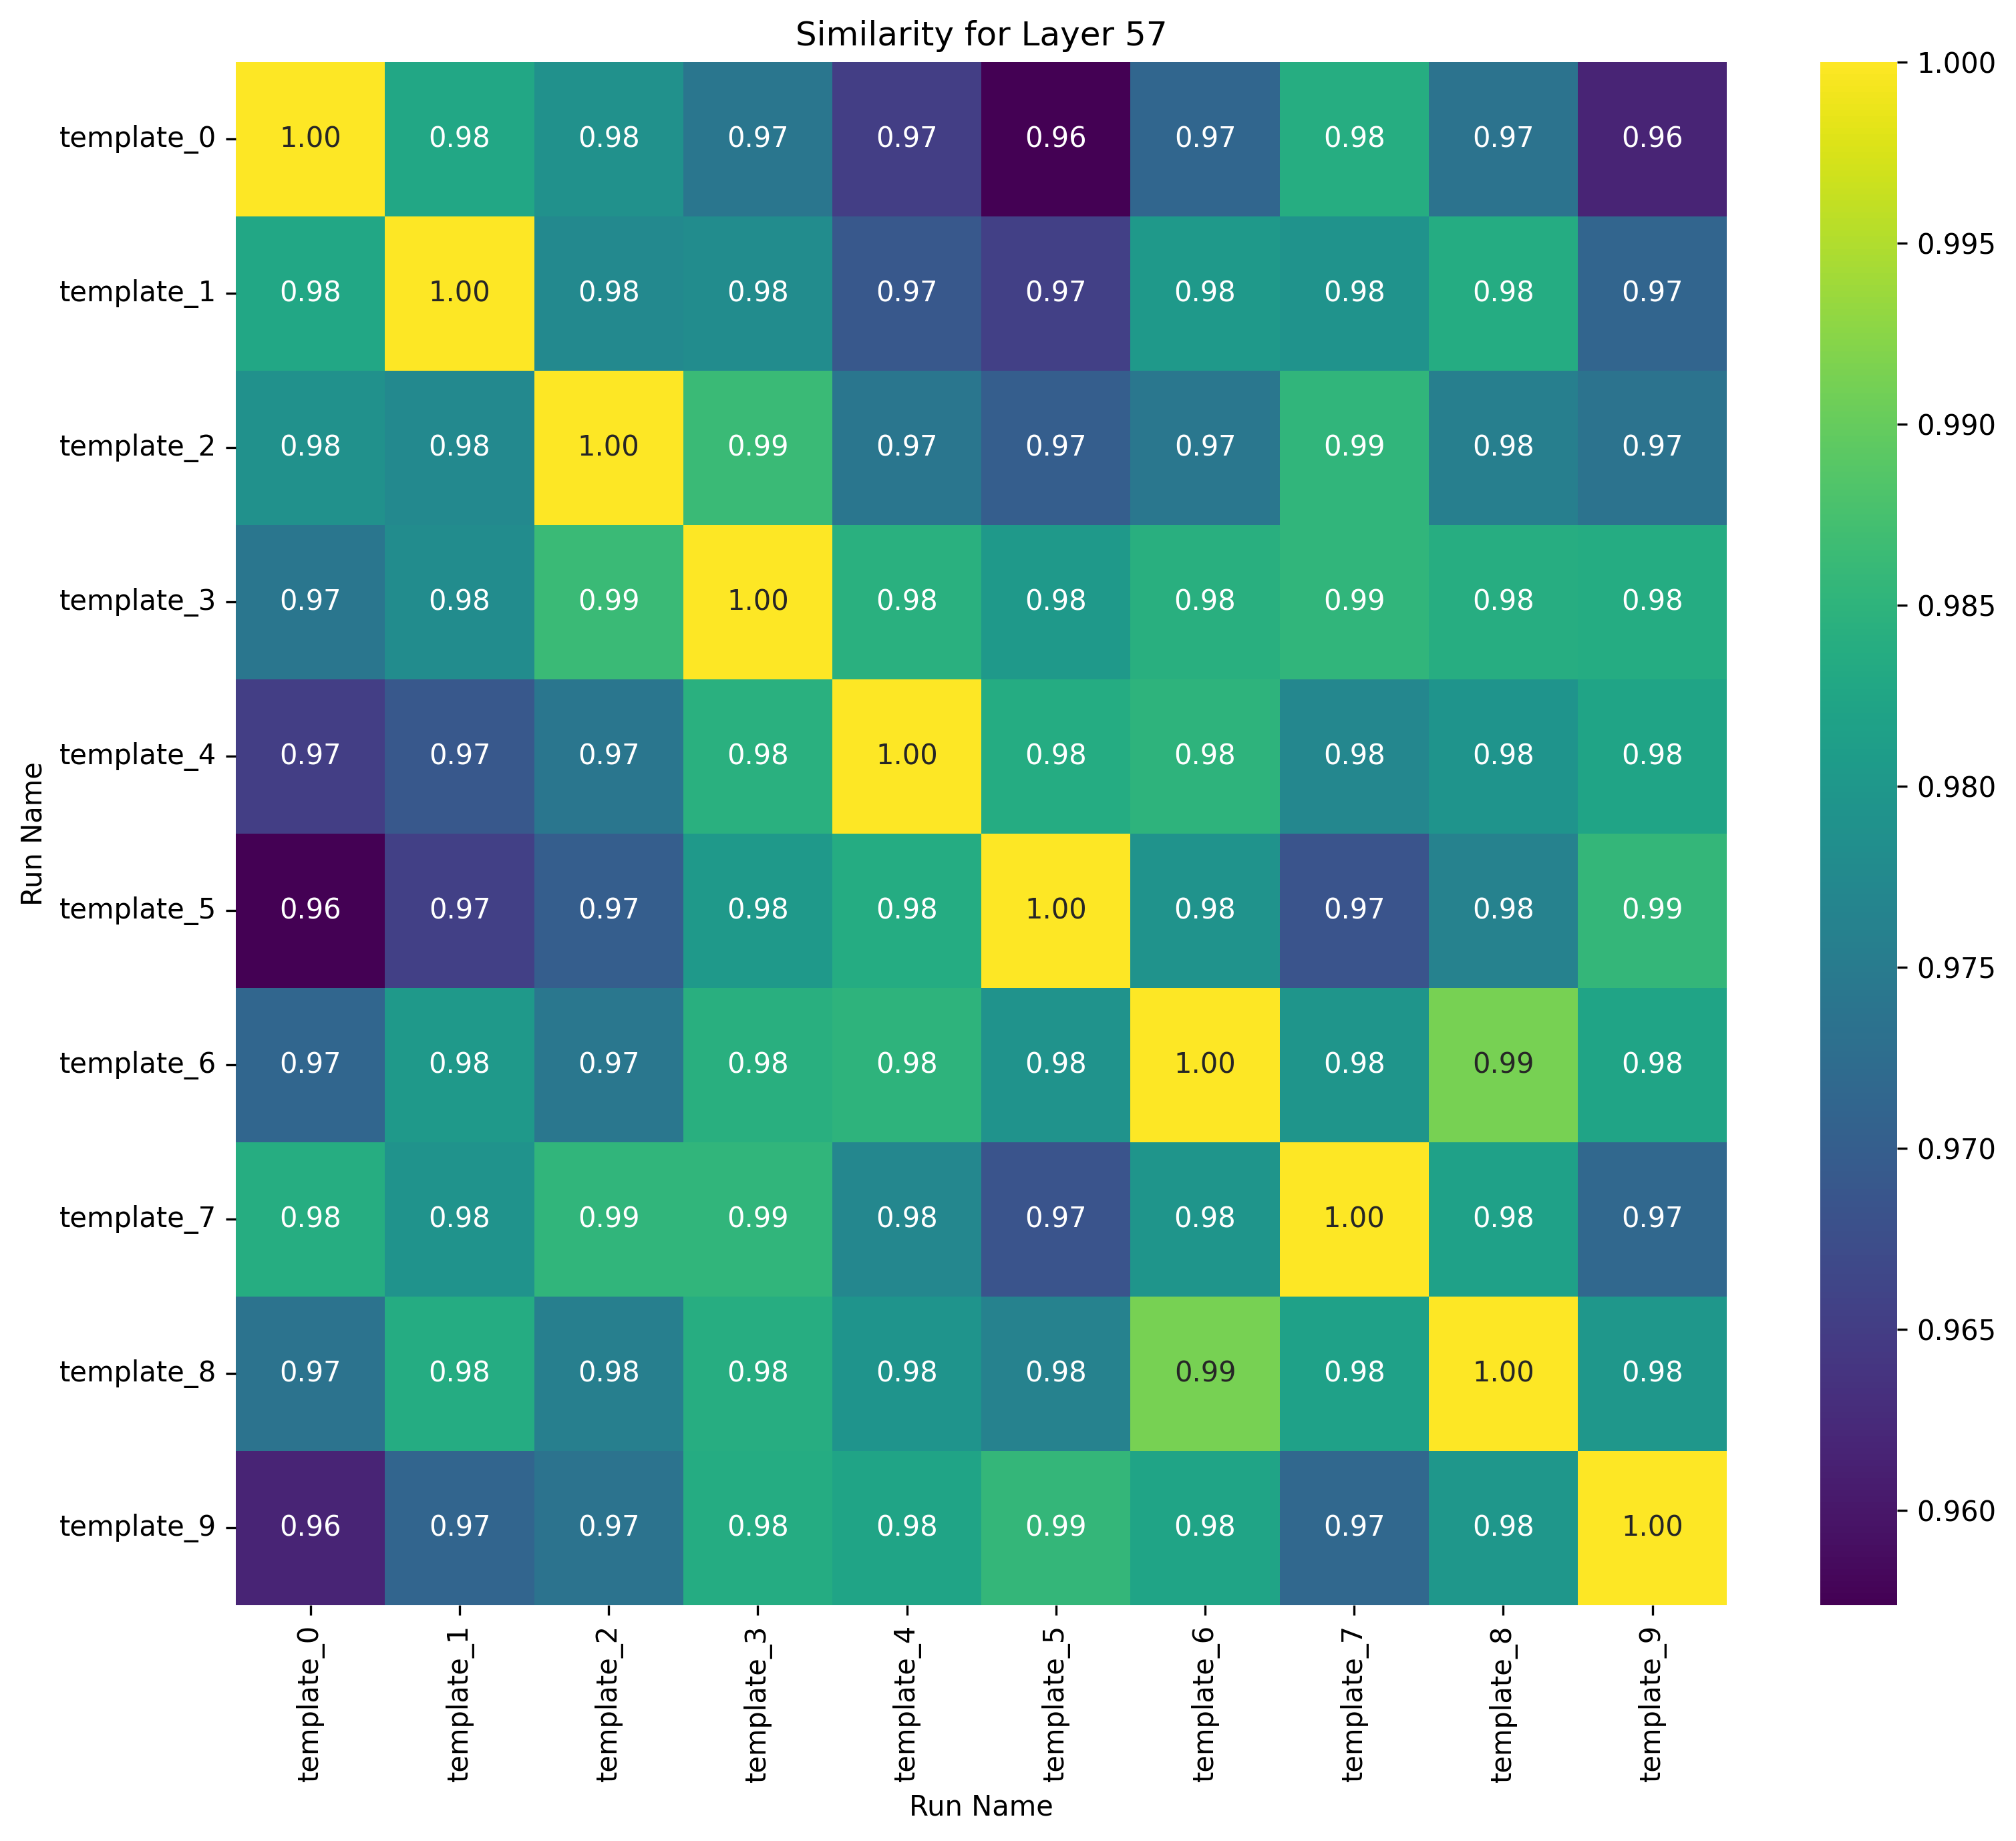 Similarity for Layer 57
template_0 1.00 0.98 0.98 0.97 0.97 0.96 0.97 0.98 0.97 0.96
template_1 0.98 1.00 0.98 0.98 0.97 0.97 0.98 0.98 0.98 0.97
template_2 0.98 0.98 1.00 0.99 0.97 0.97 0.97 0.99 0.98 0.97
template_3 0.97 0.98 0.99 1.00 0.98 0.98 0.98 0.99 0.98 0.98
template_4 0.97 0.97 0.97 0.98 1.00 0.98 0.98 0.98 0.98 0.98
template_5 0.96 0.97 0.97 0.98 0.98 1.00 0.98 0.97 0.98 0.99
template_6 0.97 0.98 0.97 0.98 0.98 0.98 1.00 0.98 0.99 0.98
template_7 0.98 0.98 0.99 0.99 0.98 0.97 0.98 1.00 0.98 0.97
template_8 0.97 0.98 0.98 0.98 0.98 0.98 0.99 0.98 1.00 0.98
template_9 0.96 0.97 0.97 0.98 0.98 0.99 0.98 0.97 0.98 1.00
Run Name
template_0 template_1 template_2 template_3 template_4 template_5 template_6 template_7 template_8 template_9
Run Name
1.000
0.995
0.990
0.985
0.980
0.975
0.970
0.965
0.960